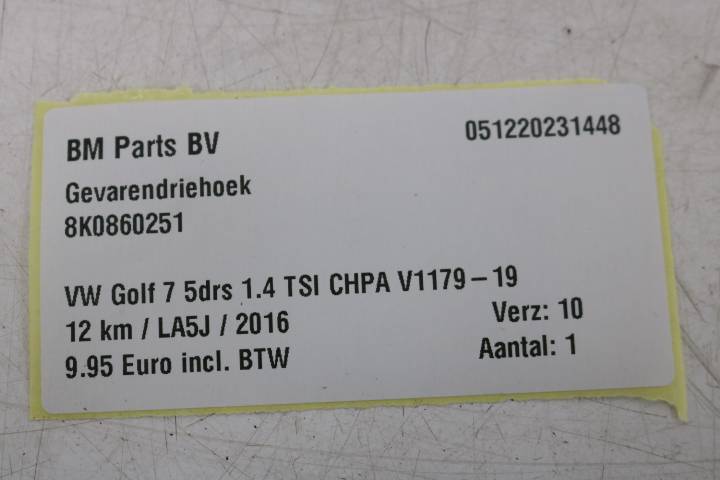 BM Parts BV 051220231448
Gevarendriehoek
8K0860251
VW Golf 7 5drs 1.4 TSI CHPA V1179-19
12 km / LA5J / 2016 Verz: 10
9.95 Euro incl. BTW Aantal: 1